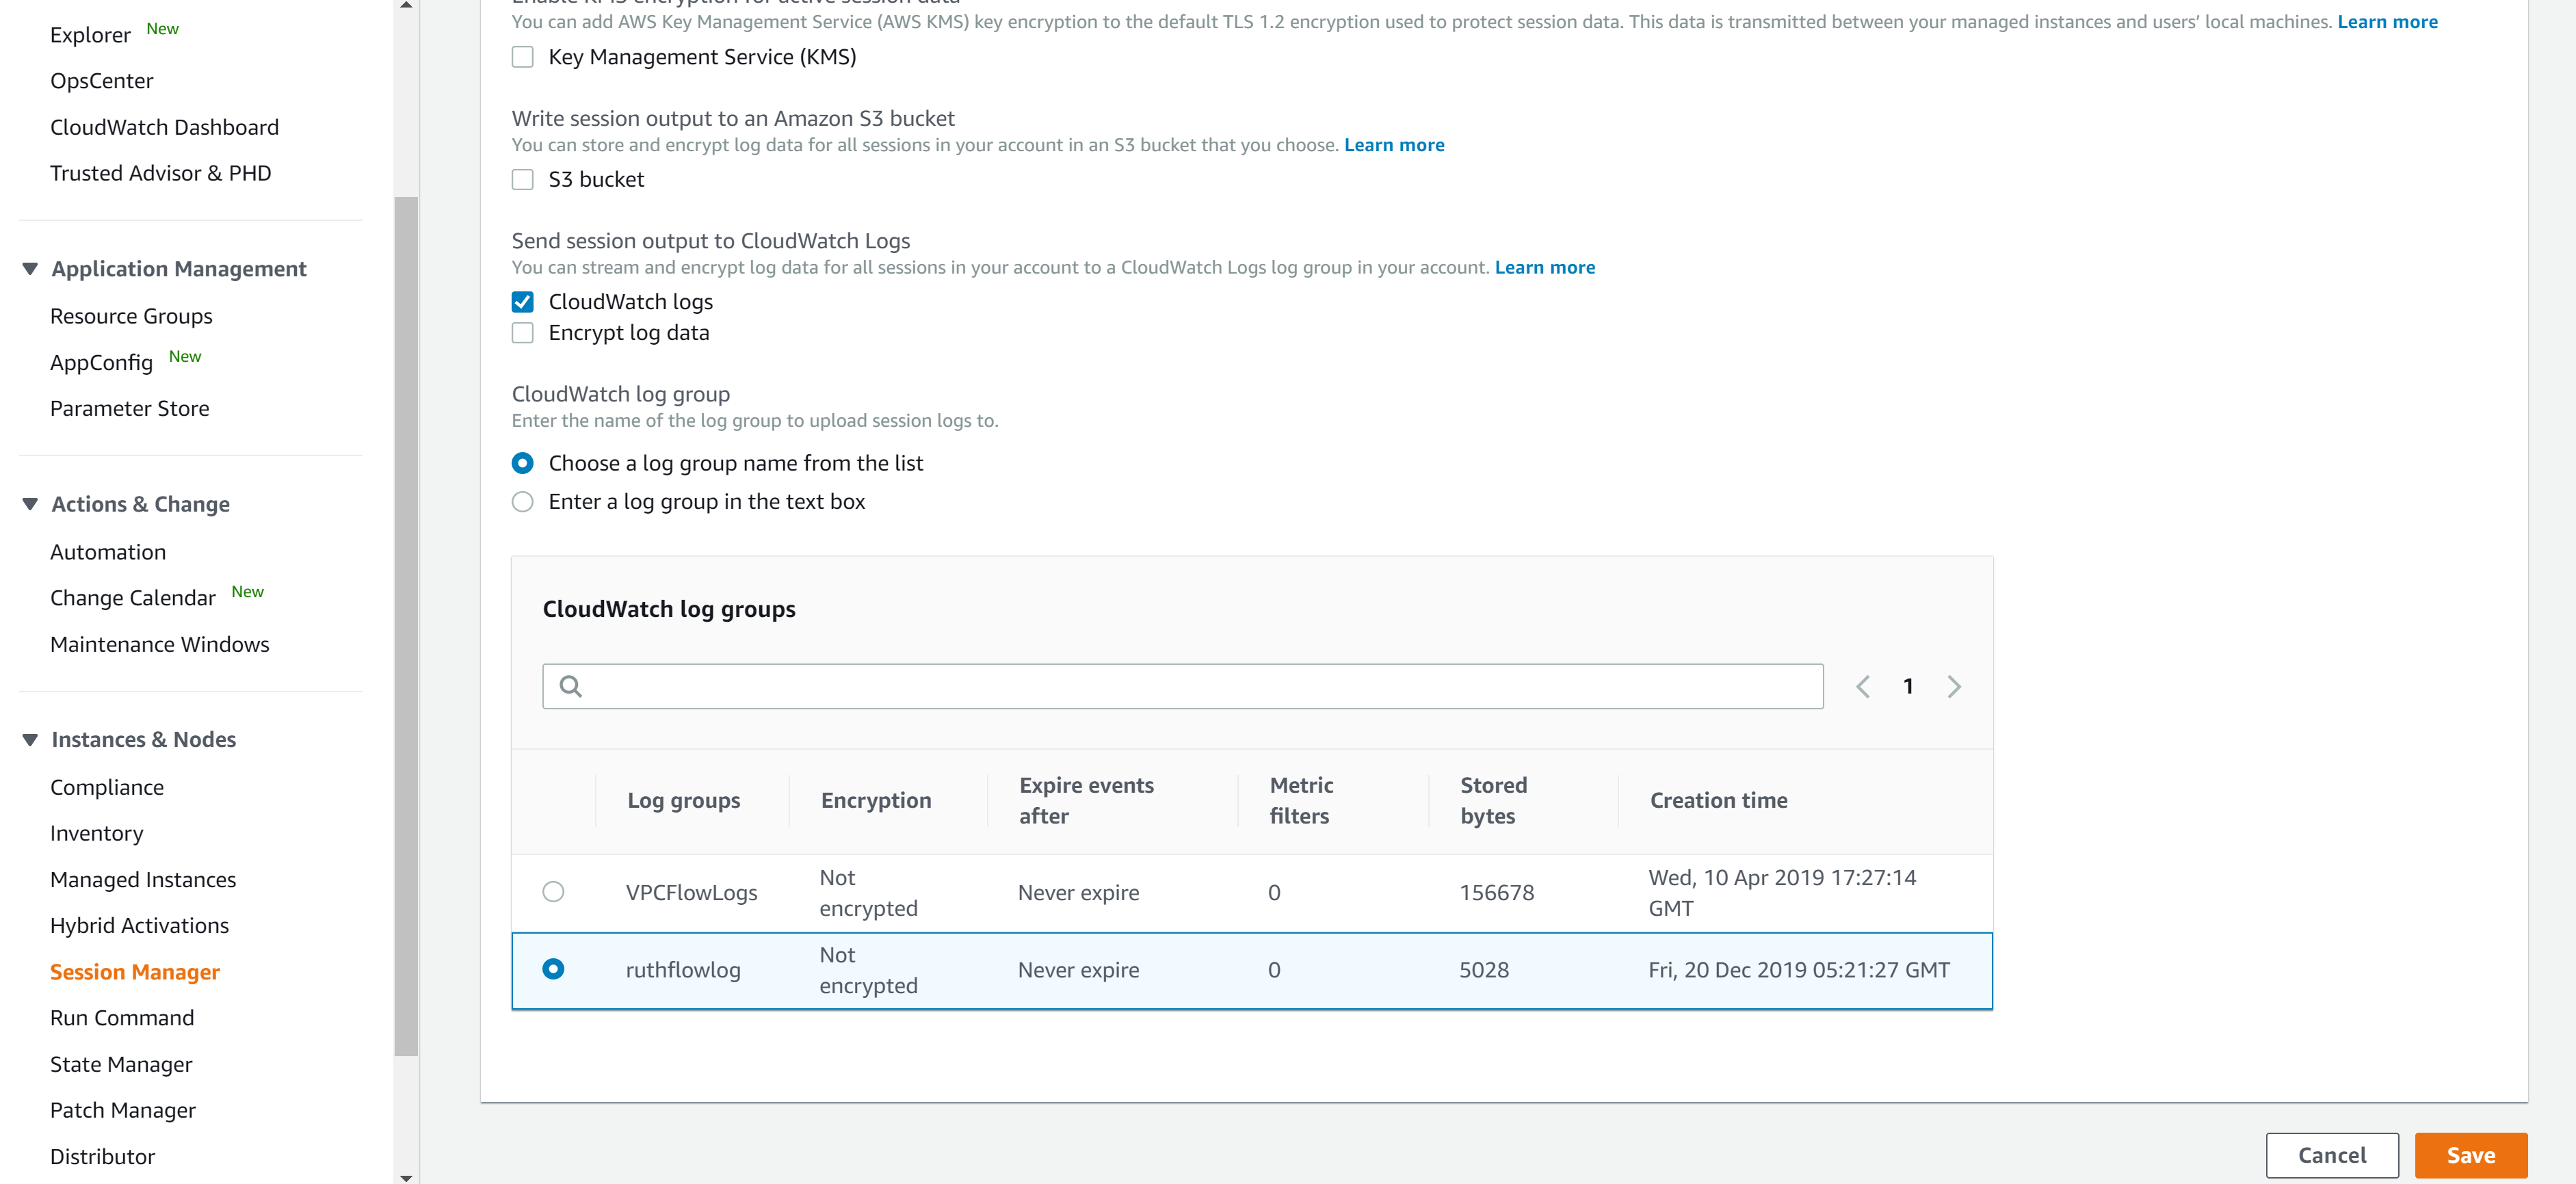 Explorer New
OpsCenter
CloudWatch Dashboard
Trusted Advisor & PHD
Application Management
Resource Groups
AppConfig New
Parameter Store
Actions & Change
Automation
Change Calendar New
Maintenance Windows
Instances & Nodes
Compliance
Inventory
Managed Instances
Hybrid Activations
Session Manager
Run Command
State Manager
Patch Manager
Distributor
Enable KMS encryption for active session data
You can add AWS Key Management Service (AWS KMS) key encryption to the default TLS 1.2 encryption used to protect session data. This data is transmitted between your managed instances and users’ local machines. Learn more
Key Management Service (KMS)
Write session output to an Amazon S3 bucket
You can store and encrypt log data for all sessions in your account in an S3 bucket that you choose. Learn more
S3 bucket
Send session output to CloudWatch Logs
You can stream and encrypt log data for all sessions in your account to a CloudWatch Logs log group in your account. Learn more
CloudWatch logs
Encrypt log data
CloudWatch log group
Enter the name of the log group to upload session logs to.
Choose a log group name from the list
Enter a log group in the text box
CloudWatch log groups
1
Log groups Encryption Expire events after Metric filters Stored bytes Creation time
VPCFlowLogs Not encrypted Never expire 0 156678 Wed, 10 Apr 2019 17:27:14 GMT
ruthflowlog Not encrypted Never expire 0 5028 Fri, 20 Dec 2019 05:21:27 GMT
Cancel Save